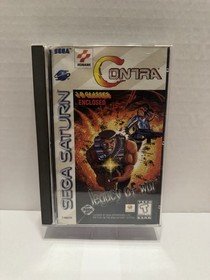 SEGA
KONAMI
CONTRA
3-D GLASSES
ENCLOSED
SEGA SATURN
legacy of war